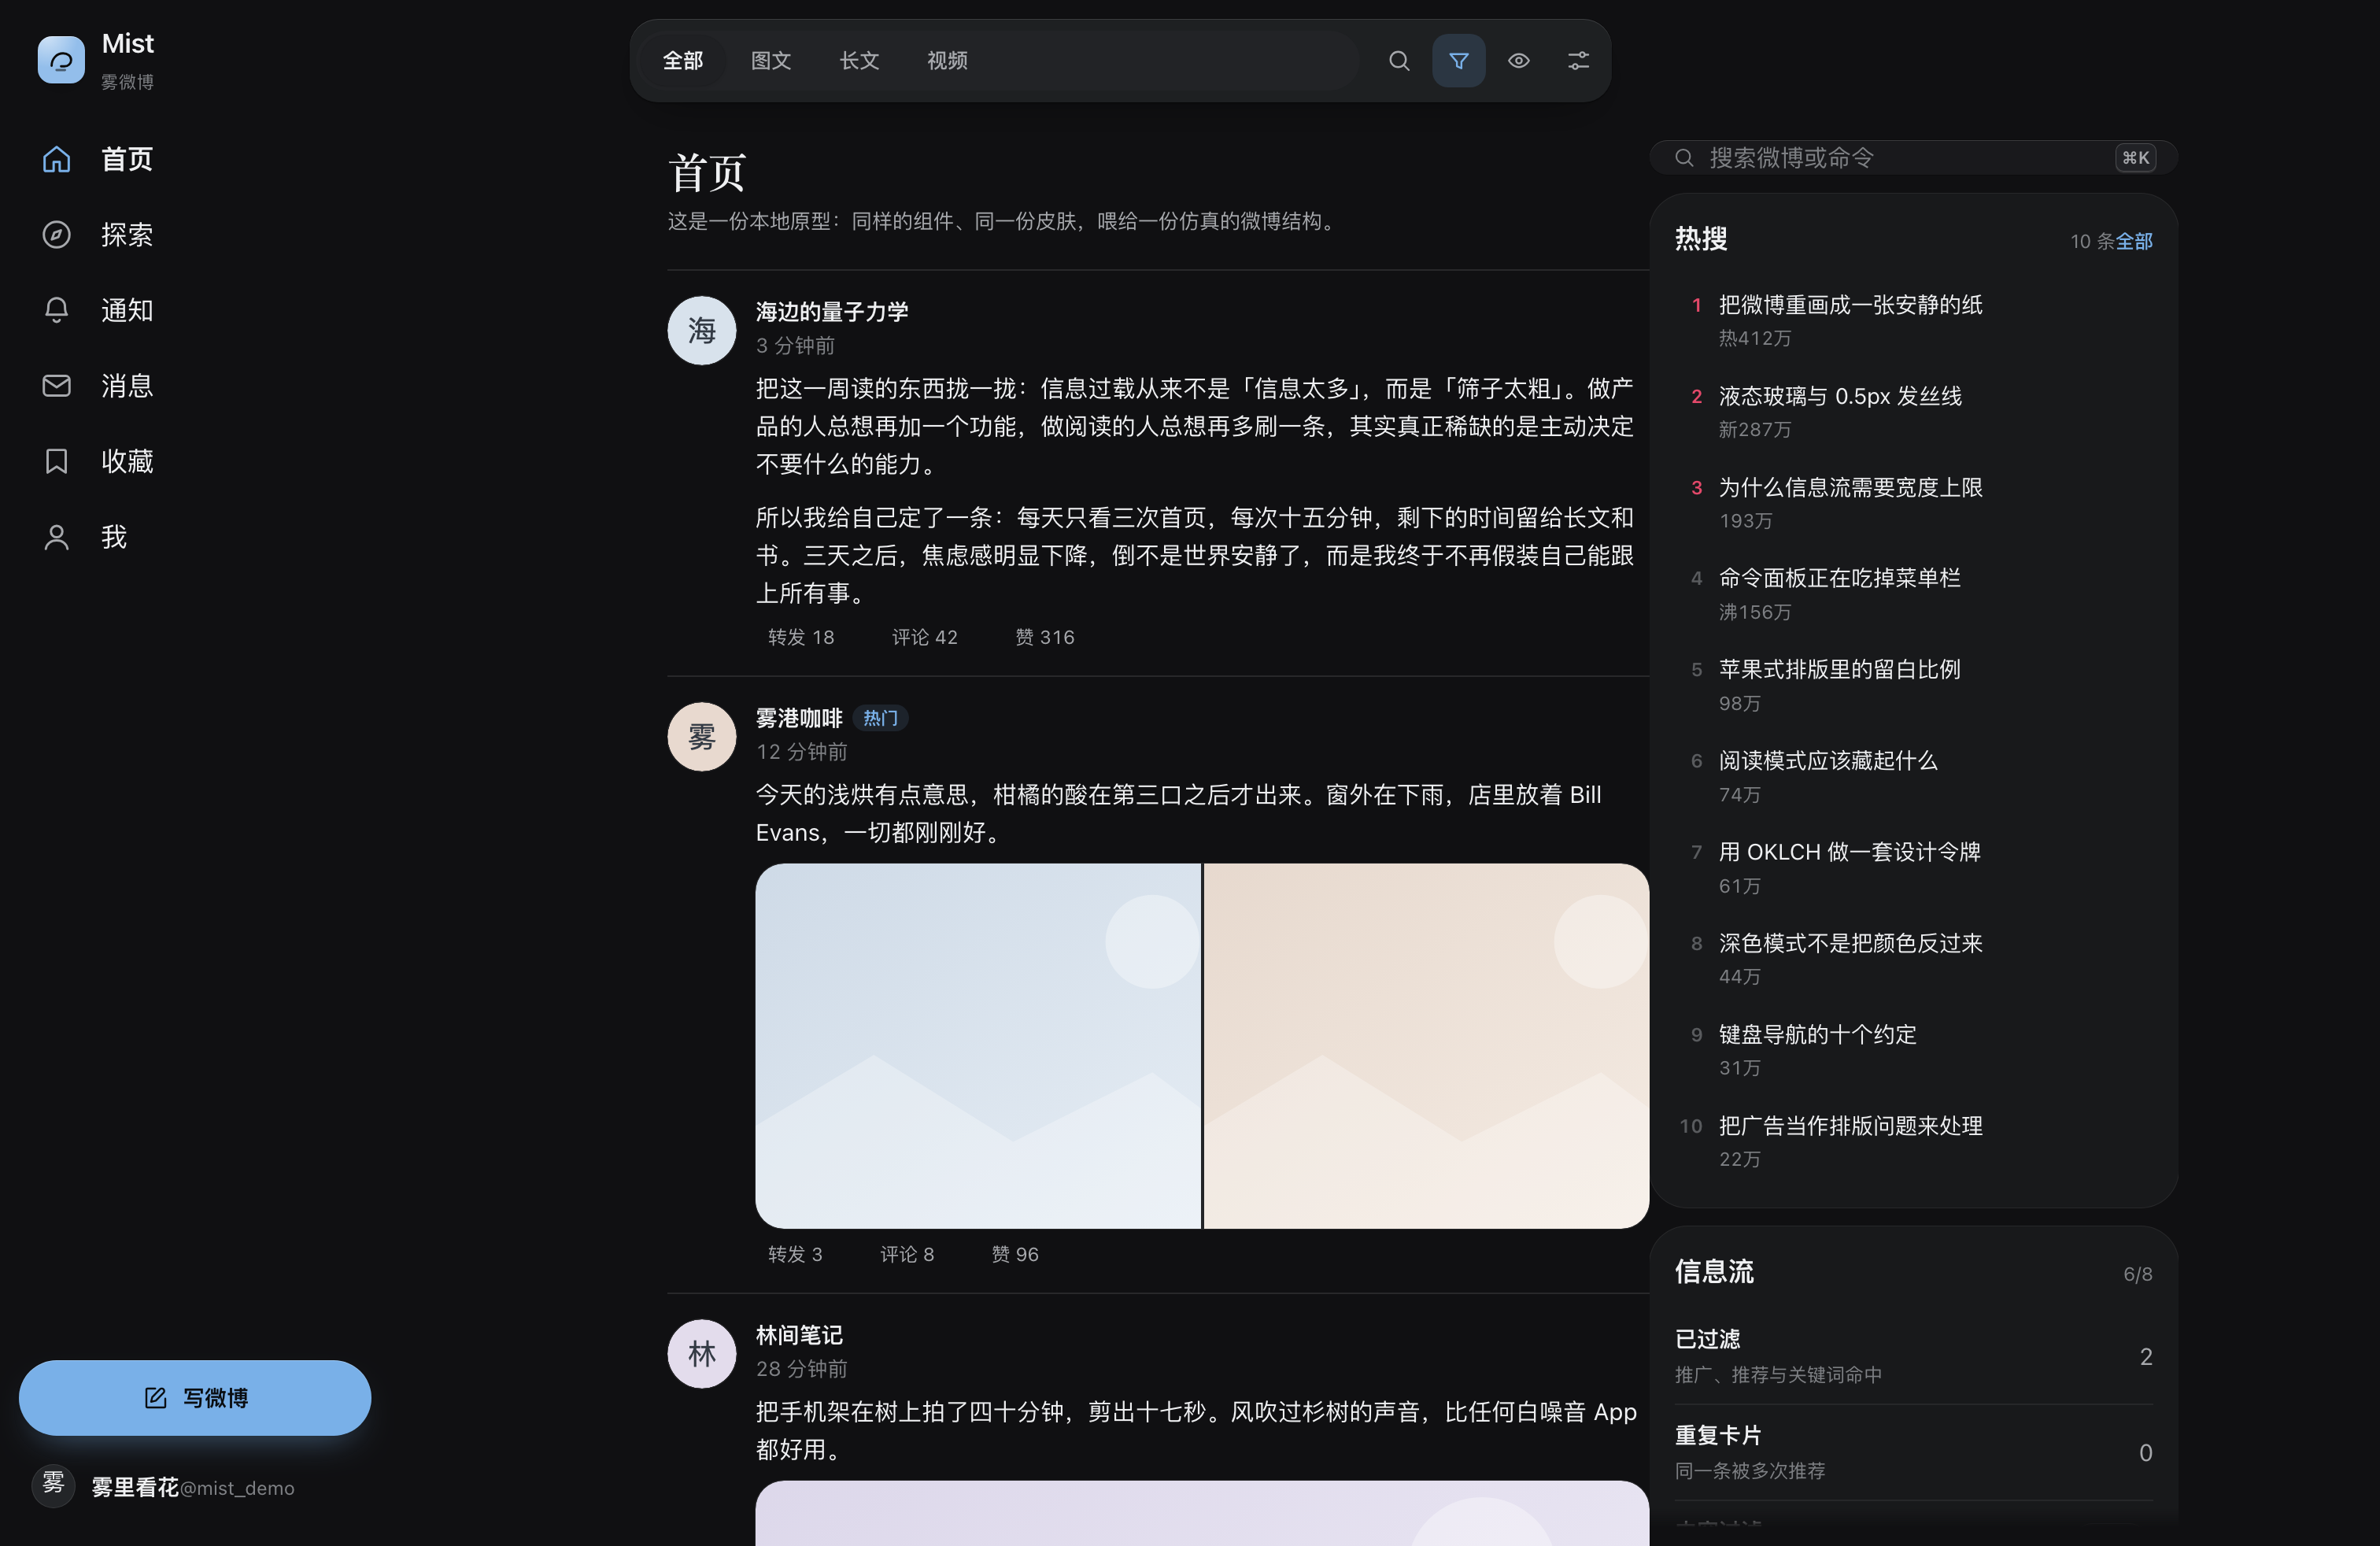 Mist
雾微博
首页
探索
通知
消息
收藏
我
写微博
雾
雾里看花@mist_demo
全部
图文
长文
视频
首页
这是一份本地原型：同样的组件、同一份皮肤，喂给一份仿真的微博结构。
海
海边的量子力学
3 分钟前
把这一周读的东西拢一拢：信息过载从来不是「信息太多」，而是「筛子太粗」。做产
品的人总想再加一个功能，做阅读的人总想再多刷一条，其实真正稀缺的是主动决定
不要什么的能力。
所以我给自己定了一条：每天只看三次首页，每次十五分钟，剩下的时间留给长文和
书。三天之后，焦虑感明显下降，倒不是世界安静了，而是我终于不再假装自己能跟
上所有事。
转发 18
评论 42
赞 316
雾
雾港咖啡 热门
12 分钟前
今天的浅烘有点意思，柑橘的酸在第三口之后才出来。窗外在下雨，店里放着 Bill
Evans，一切都刚刚好。
转发 3
评论 8
赞 96
林
林间笔记
28 分钟前
把手机架在树上拍了四十分钟，剪出十七秒。风吹过杉树的声音，比任何白噪音 App
都好用。
搜索微博或命令
⌘K
热搜
10 条全部
1 把微博重画成一张安静的纸
热412万
2 液态玻璃与 0.5px 发丝线
新287万
3 为什么信息流需要宽度上限
193万
4 命令面板正在吃掉菜单栏
沸156万
5 苹果式排版里的留白比例
98万
6 阅读模式应该藏起什么
74万
7 用 OKLCH 做一套设计令牌
61万
8 深色模式不是把颜色反过来
44万
9 键盘导航的十个约定
31万
10 把广告当作排版问题来处理
22万
信息流
6/8
已过滤
推广、推荐与关键词命中
2
重复卡片
同一条被多次推荐
0